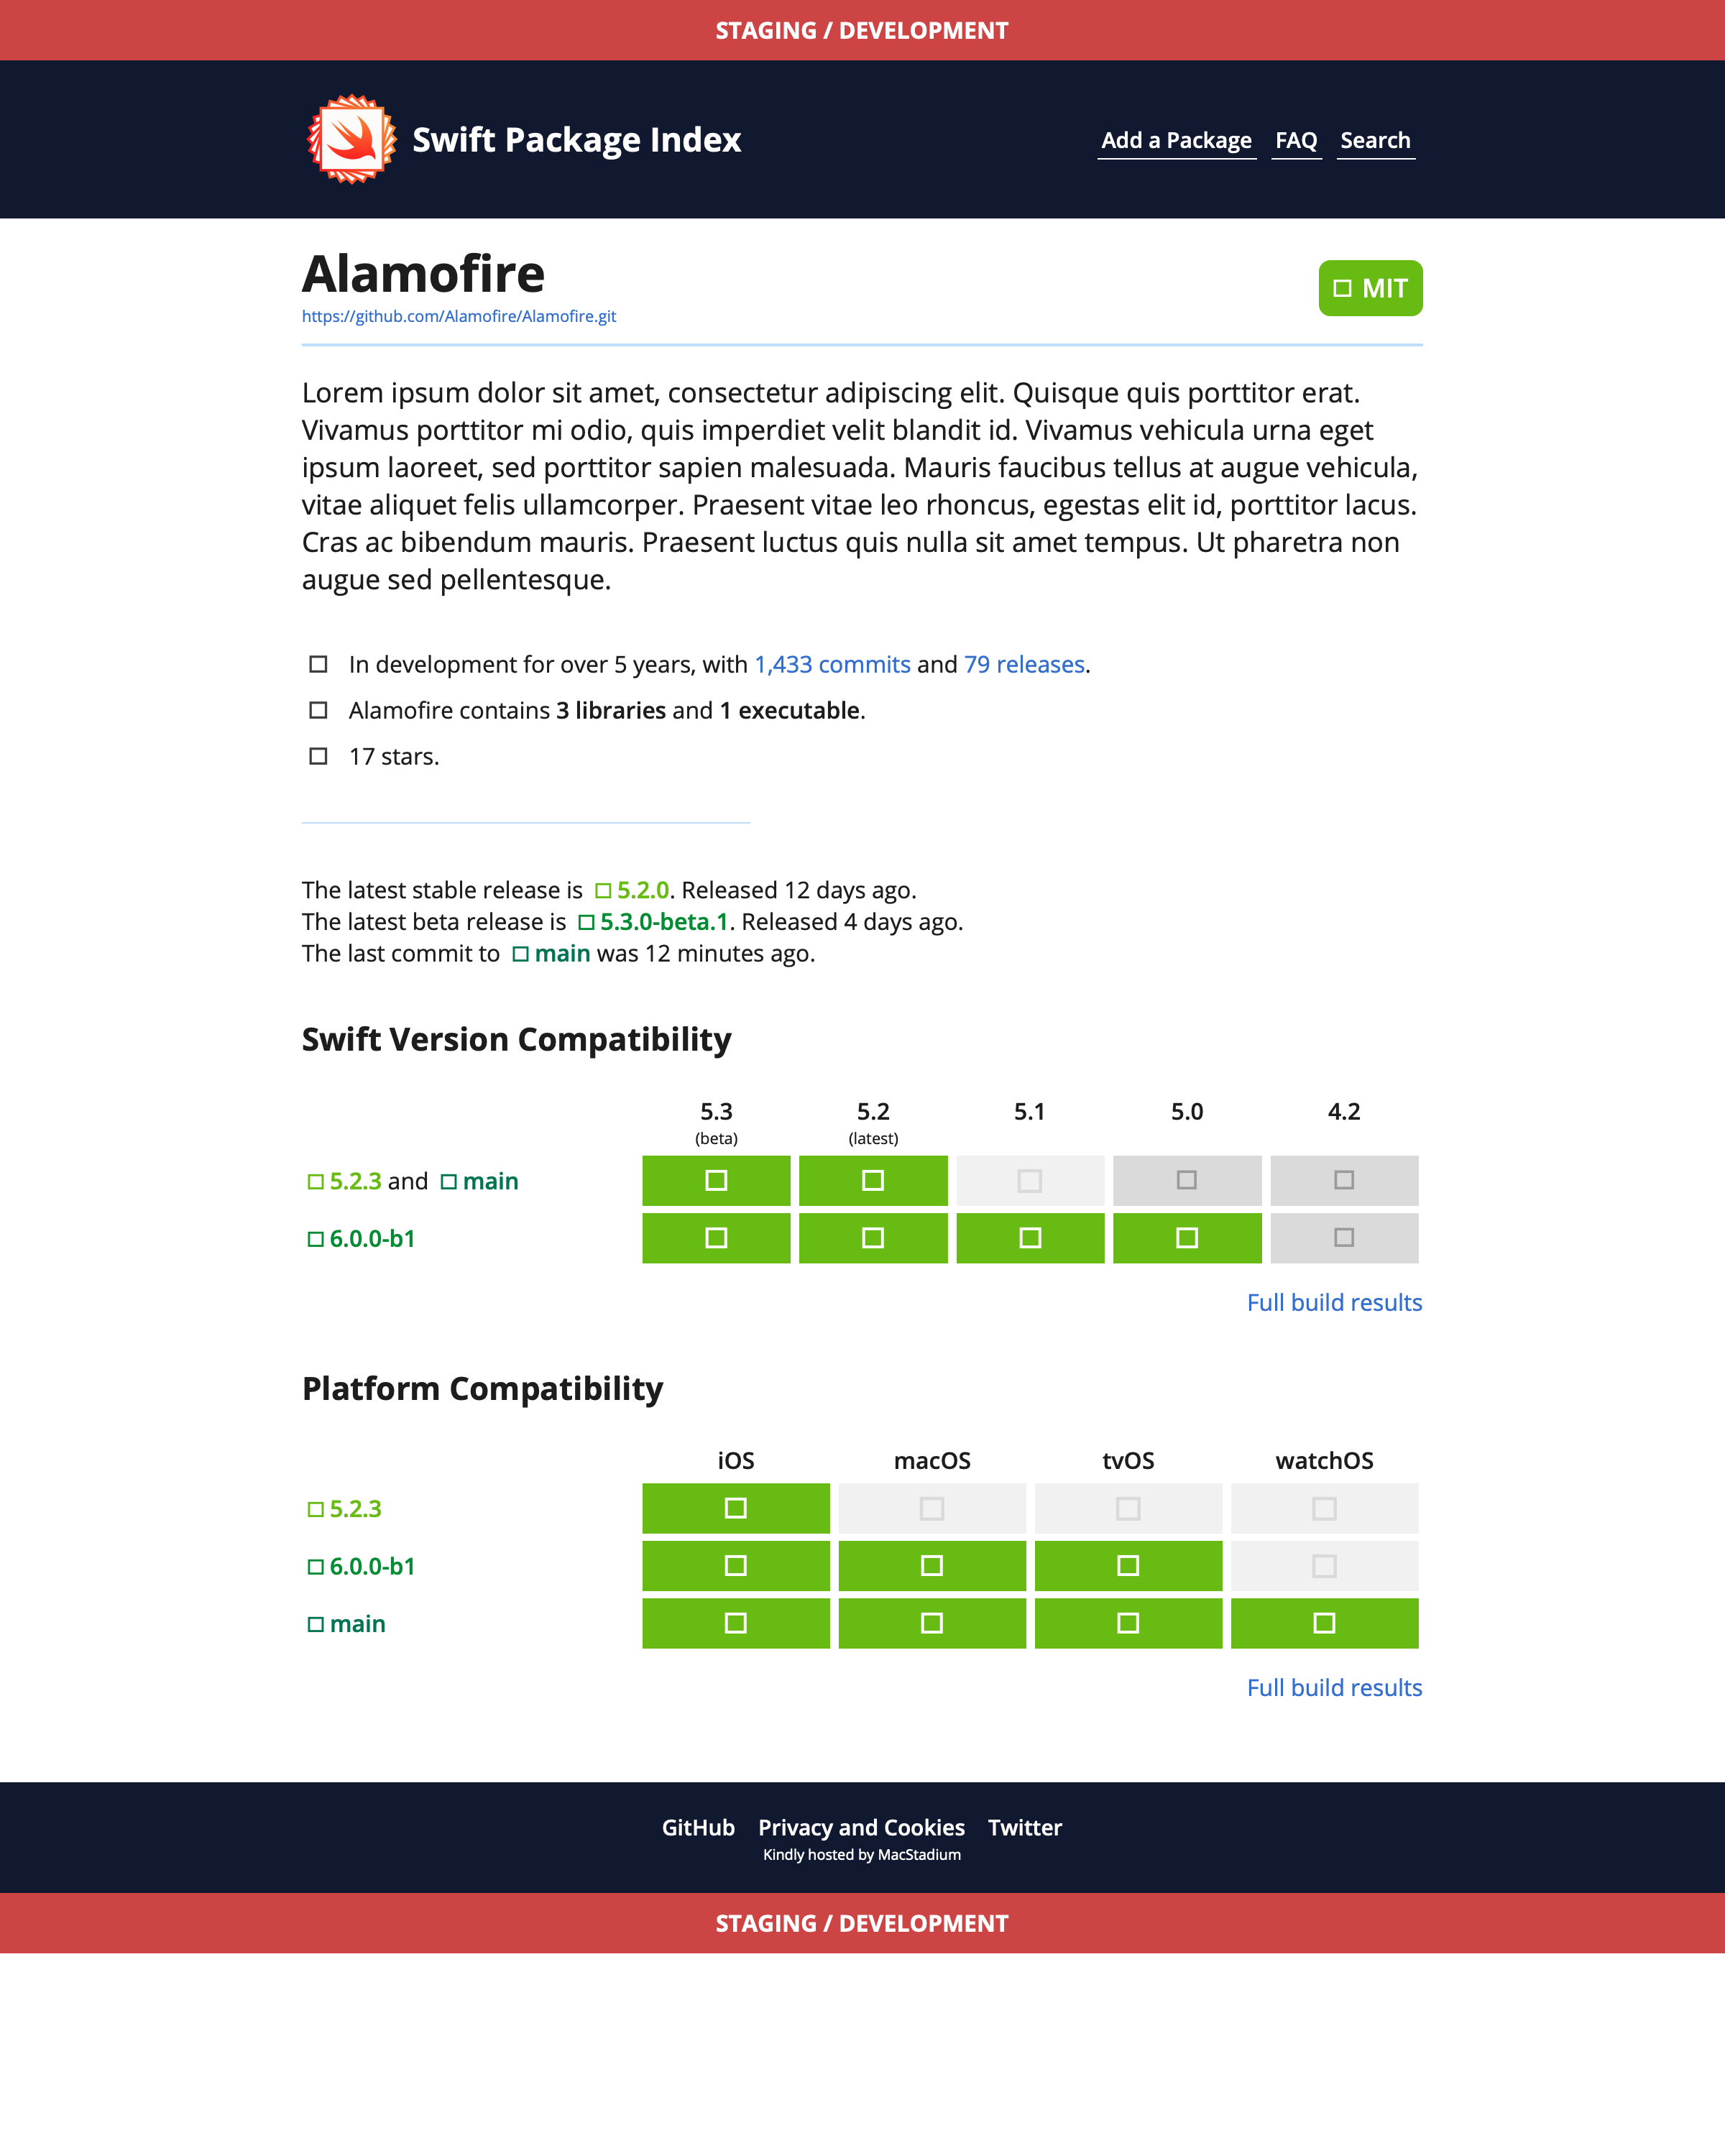 STAGING / DEVELOPMENT
Swift Package Index
Add a Package FAQ Search
Alamofire
MIT
https://github.com/Alamofire/Alamofire.git
Lorem ipsum dolor sit amet, consectetur adipiscing elit. Quisque quis porttitor erat.
Vivamus porttitor mi odio, quis imperdiet velit blandit id. Vivamus vehicula urna eget
ipsum laoreet, sed porttitor sapien malesuada. Mauris faucibus tellus at augue vehicula,
vitae aliquet felis ullamcorper. Praesent vitae leo rhoncus, egestas elit id, porttitor lacus.
Cras ac bibendum mauris. Praesent luctus quis nulla sit amet tempus. Ut pharetra non
augue sed pellentesque.
In development for over 5 years, with 1,433 commits and 79 releases.
Alamofire contains 3 libraries and 1 executable.
17 stars.
The latest stable release is 5.2.0. Released 12 days ago.
The latest beta release is 5.3.0-beta.1. Released 4 days ago.
The last commit to main was 12 minutes ago.
Swift Version Compatibility
5.3 5.2 5.1 5.0 4.2
(beta) (latest)
5.2.3 and main
6.0.0-b1
Full build results
Platform Compatibility
iOS macOS tvOS watchOS
5.2.3
6.0.0-b1
main
Full build results
GitHub Privacy and Cookies Twitter
Kindly hosted by MacStadium
STAGING / DEVELOPMENT